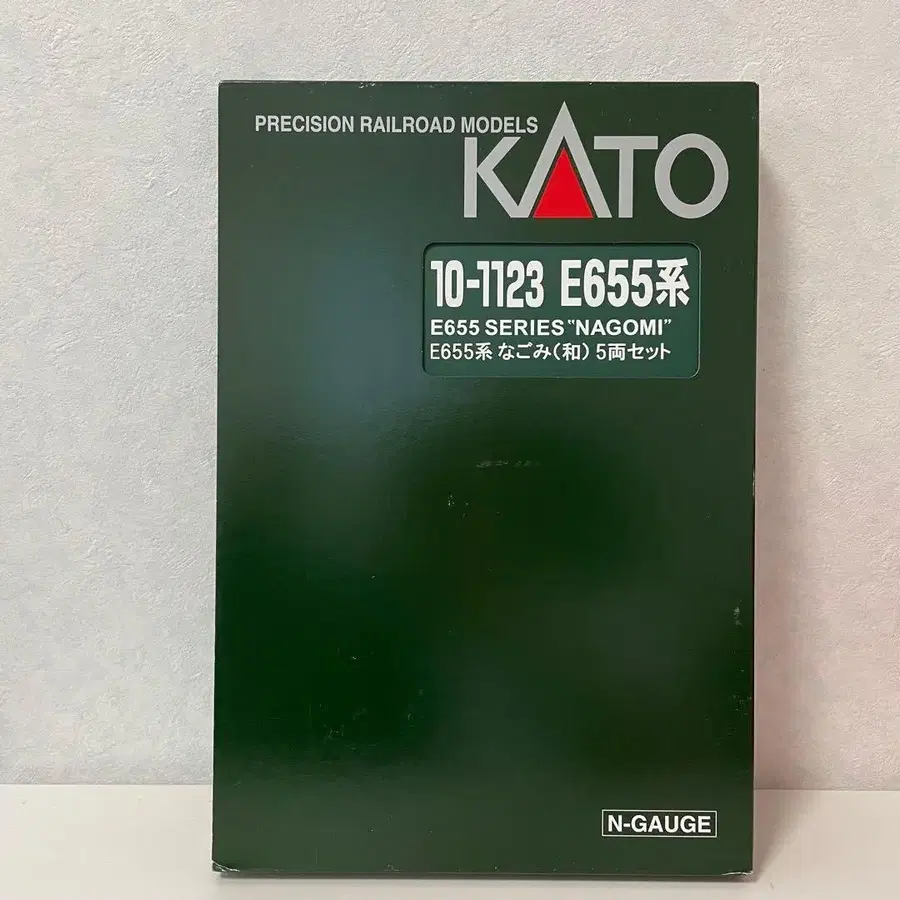 PRECISION RAILROAD MODELS
KATO
10-1123 E655系
E655 SERIES "NAGOMI"
E655系 なごみ(和) 5両セット
N-GAUGE